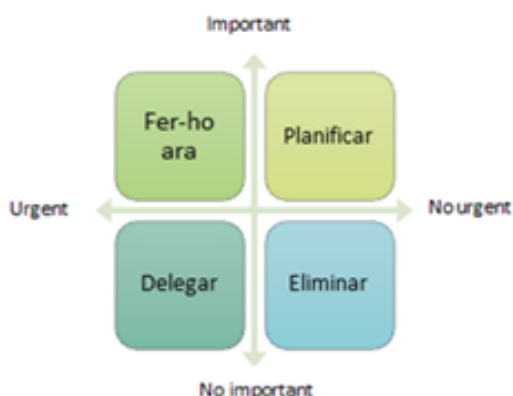 Important
Fer-ho
ara
Planificar
Urgent
No urgent
Delegar
Eliminar
No important